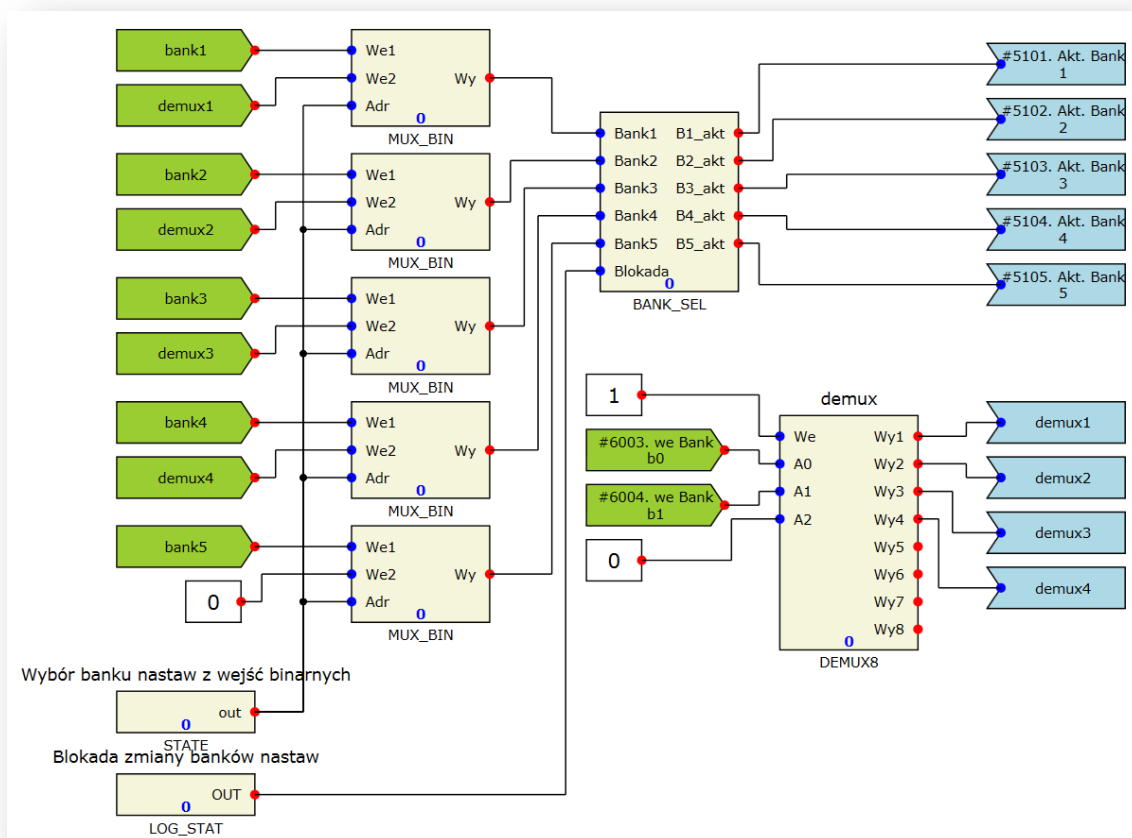 bank1
demux1
We1
We2
Adr
Wy
0
MUX_BIN
bank2
demux2
We1
We2
Adr
Wy
0
MUX_BIN
bank3
demux3
We1
We2
Adr
Wy
0
MUX_BIN
bank4
demux4
We1
We2
Adr
Wy
0
MUX_BIN
bank5
0
We1
We2
Adr
Wy
0
MUX_BIN
Wybór banku nastaw z wejść binarnych
out
0
STATE
Blokada zmiany banków nastaw
OUT
0
LOG_STAT
Bank1 B1_akt
Bank2 B2_akt
Bank3 B3_akt
Bank4 B4_akt
Bank5 B5_akt
Blokada
0
BANK_SEL
#5101. Akt. Bank
1
#5102. Akt. Bank
2
#5103. Akt. Bank
3
#5104. Akt. Bank
4
#5105. Akt. Bank
5
1
#6003. we Bank
b0
#6004. we Bank
b1
0
demux
We Wy1
A0 Wy2
A1 Wy3
A2 Wy4
Wy5
Wy6
Wy7
Wy8
0
DEMUX8
demux1
demux2
demux3
demux4